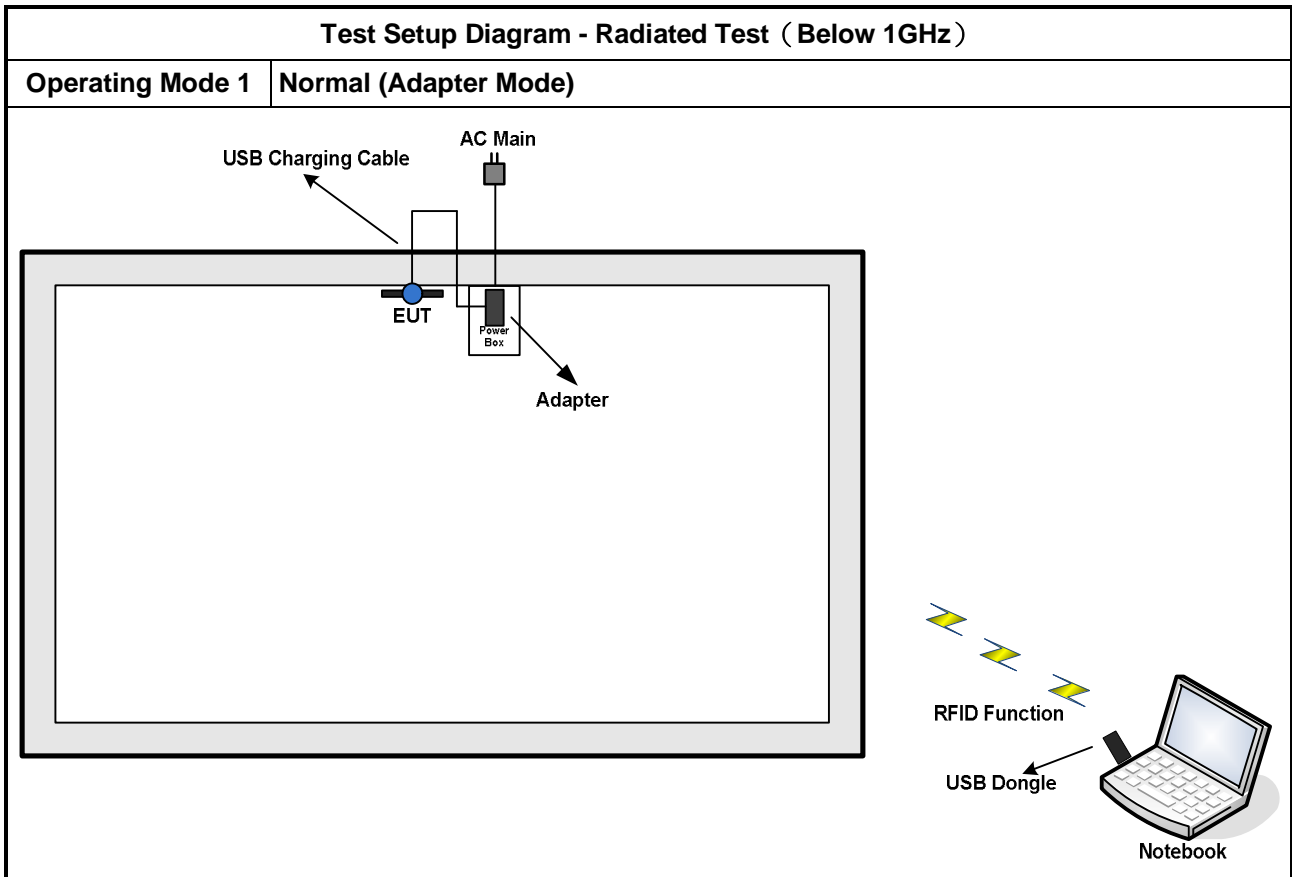 Test Setup Diagram - Radiated Test（Below 1GHz）
Operating Mode 1
Normal (Adapter Mode)
AC Main
USB Charging Cable
EUT
Power
Box
Adapter
RFID Function
USB Dongle
Notebook